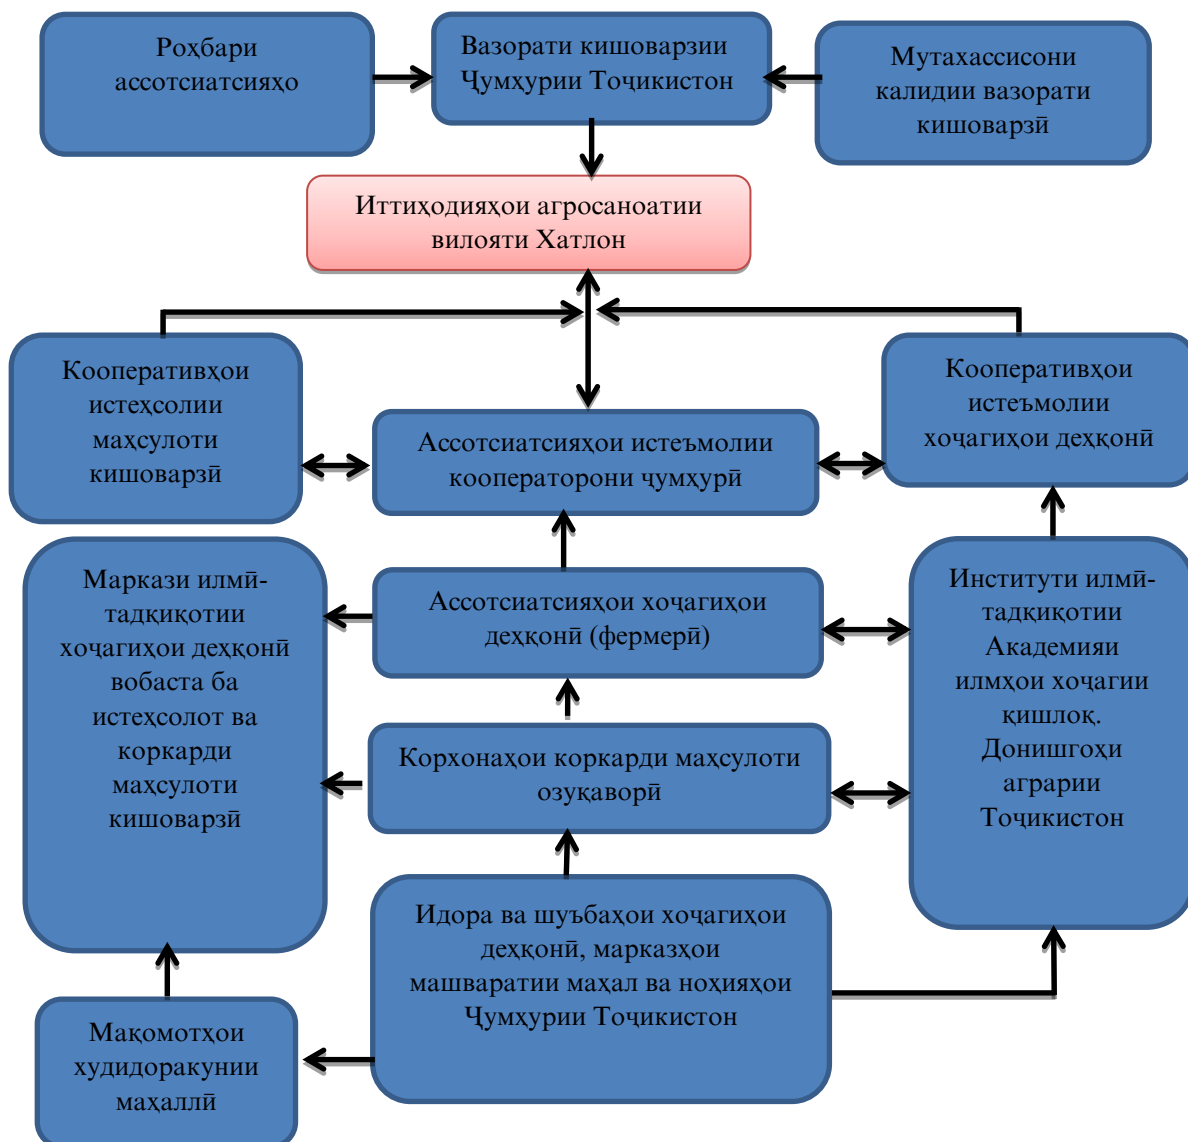 Роҳбари
ассотсиатсияҳо
Вазорати кишоварзии
Ҷумҳурии Тоҷикистон
Мутахассисони
калидии вазорати
кишоварзӣ
Иттиҳодияҳои агросаноатии
вилояти Хатлон
Кооперативҳои
истеҳсолии
маҳсулоти
кишоварзӣ
Ассотсиатсияҳои истеъмолии
кооператорони ҷумҳурӣ
Кооперативҳои
истеъмолии
хоҷагиҳои деҳқонӣ
Маркази илмӣ-
тадқиқотии
хоҷагиҳои деҳқонӣ
вобаста ба
истеҳсолот ва
коркарди
маҳсулоти
кишоварзӣ
Ассотсиатсияҳои хоҷагиҳои
деҳқонӣ (фермерӣ)
Институти илмӣ-
тадқиқотии
Академияи
илмҳои хоҷагии
қишлоқ.
Донишгоҳи
аграрии
Тоҷикистон
Корхонаҳои коркарди маҳсулоти
озуқаворӣ
Идора ва шуъбаҳои хоҷагиҳои
деҳқонӣ, марказҳои
машваратии маҳал ва ноҳияҳои
Ҷумҳурии Тоҷикистон
Мақомотҳои
худидоракунии
маҳаллӣ